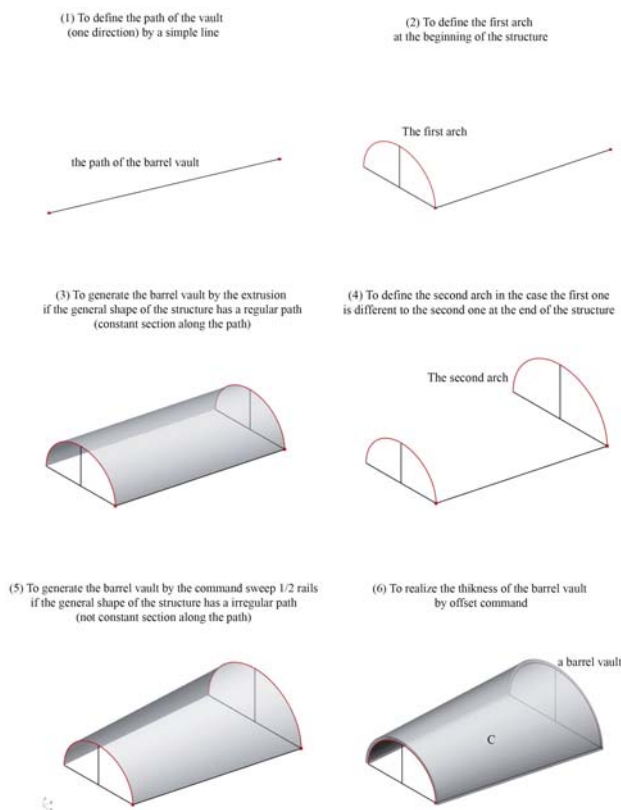 (1) To define the path of the vault
(one direction) by a simple line
(2) To define the first arch
at the beginning of the structure
the path of the barrel vault
The first arch
(3) To generate the barrel vault by the extrusion
if the general shape of the structure has a regular path
(constant section along the path)
(4) To define the second arch in the case the first one
is different to the second one at the end of the structure
The second arch
(5) To generate the barrel vault by the command sweep 1/2 rails
if the general shape of the structure has a irregular path
(not constant section along the path)
(6) To realize the thikness of the barrel vault
by offset command
a barrel vault
C